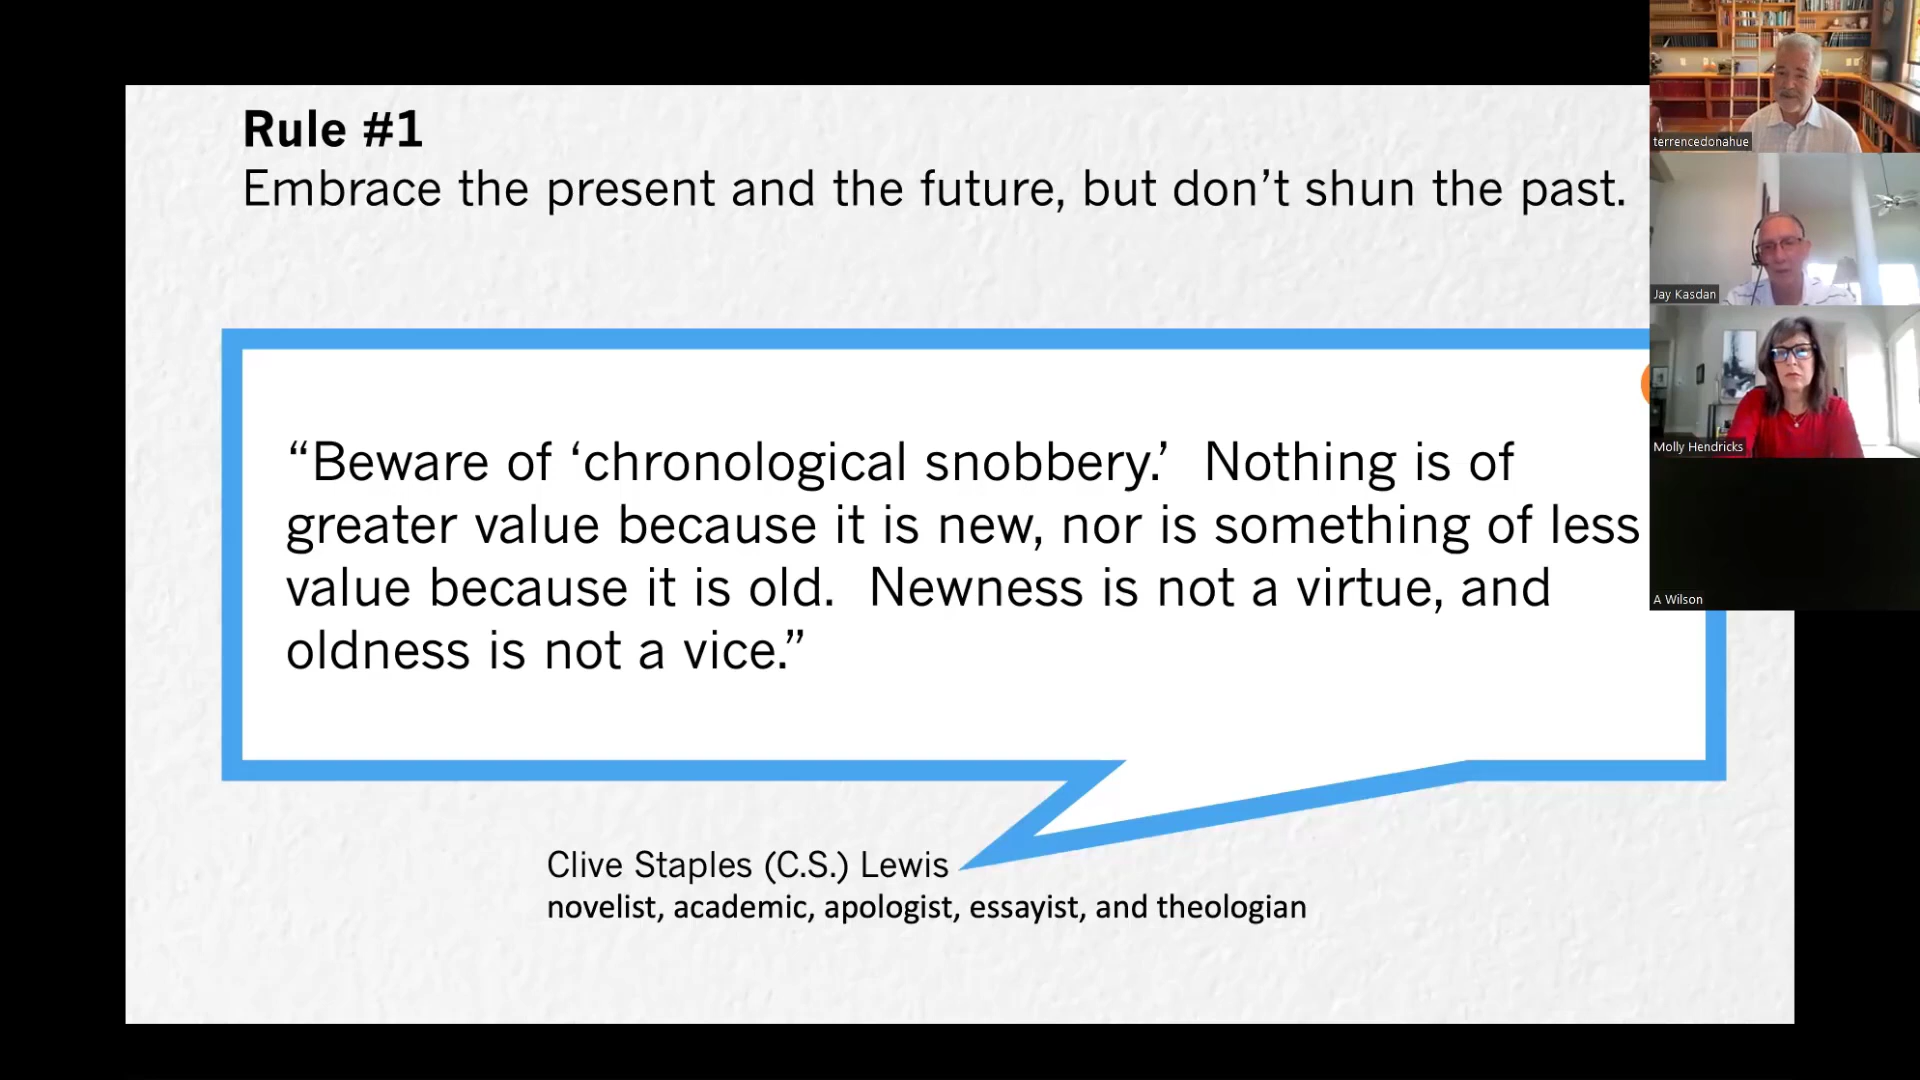 Rule #1
Embrace the present and the future, but don’t shun the past.
“Beware of ‘chronological snobbery.’  Nothing is of
greater value because it is new, nor is something of less
value because it is old.  Newness is not a virtue, and
oldness is not a vice.”
Clive Staples (C.S.) Lewis
novelist, academic, apologist, essayist, and theologian
terrencedonahue
Jay Kasdan
Molly Hendricks
A Wilson